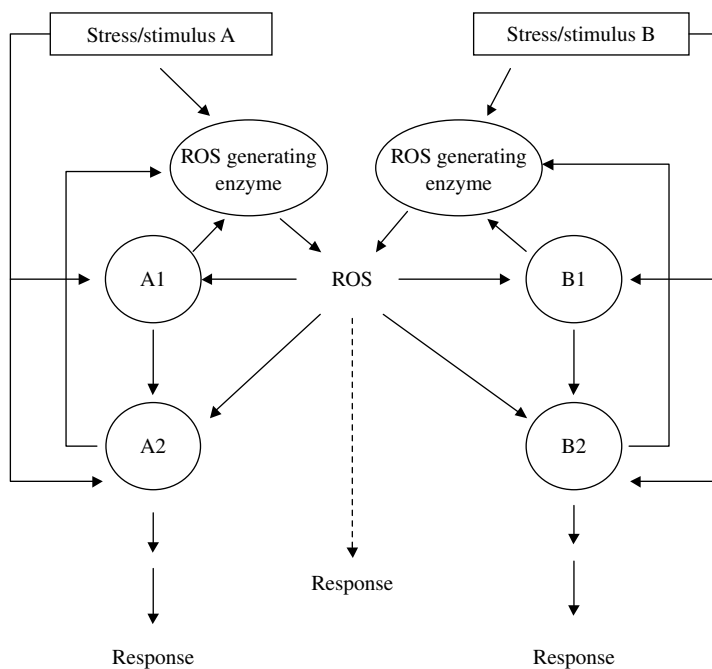 Stress/stimulus A
Stress/stimulus B
ROS generating
enzyme
ROS generating
enzyme
A1
ROS
B1
A2
B2
Response
Response
Response